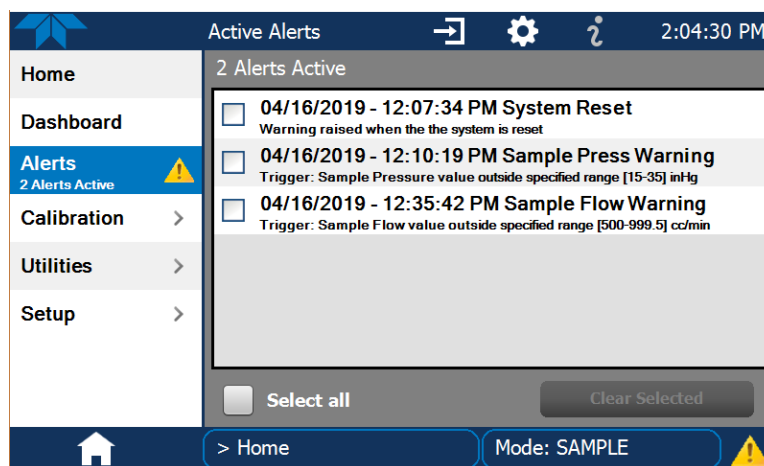 Active Alerts
2:04:30 PM
Home
Dashboard
Alerts
2 Alerts Active
Calibration
Utilities
Setup
2 Alerts Active
04/16/2019 - 12:07:34 PM System Reset
Warning raised when the the system is reset
04/16/2019 - 12:10:19 PM Sample Press Warning
Trigger: Sample Pressure value outside specified range [15-35] inHg
04/16/2019 - 12:35:42 PM Sample Flow Warning
Trigger: Sample Flow value outside specified range [500-999.5] cc/min
Select all
Clear Selected
> Home
Mode: SAMPLE